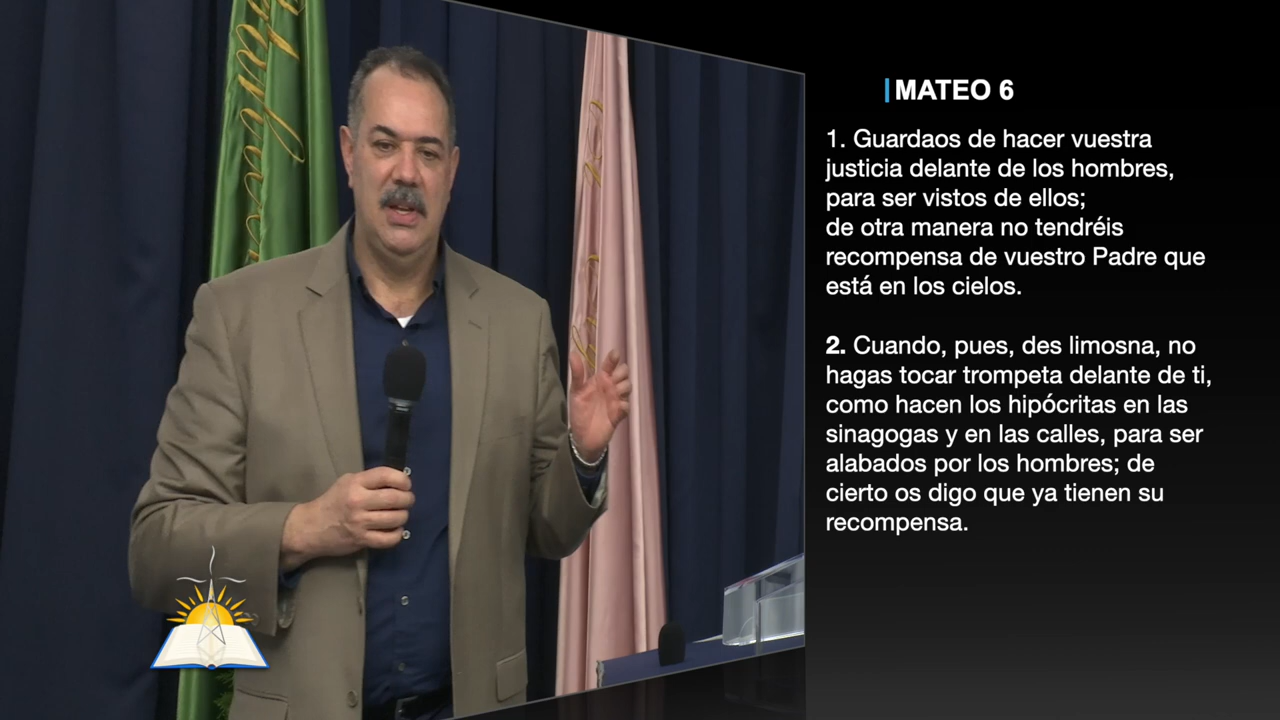 MATEO 6
1. Guardaos de hacer vuestra
justicia delante de los hombres,
para ser vistos de ellos;
de otra manera no tendréis
recompensa de vuestro Padre que
está en los cielos.
2. Cuando, pues, des limosna, no
hagas tocar trompeta delante de ti,
como hacen los hipócritas en las
sinagogas y en las calles, para ser
alabados por los hombres; de
cierto os digo que ya tienen su
recompensa.